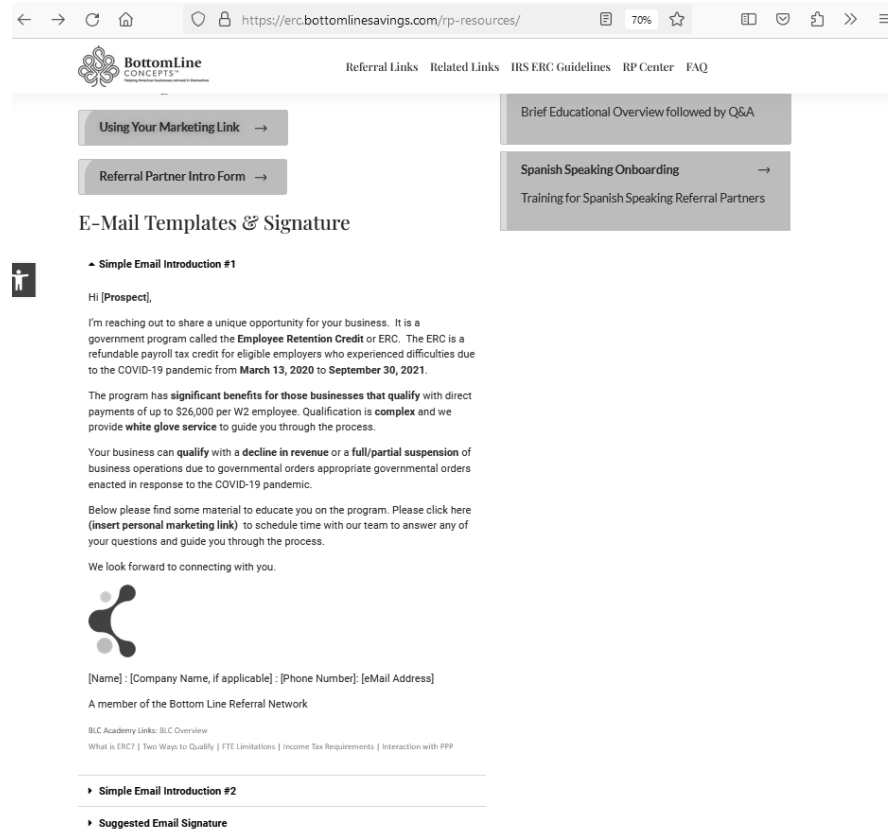 https://erc.bottomlinesavings.com/rp-resources/
70%
BottomLine
CONCEPTS™
Helping American businesses reinvest in themselves
Referral Links Related Links IRS ERC Guidelines RP Center FAQ
Using Your Marketing Link →
Referral Partner Intro Form →
Brief Educational Overview followed by Q&A
Spanish Speaking Onboarding →
Training for Spanish Speaking Referral Partners
E-Mail Templates & Signature
Simple Email Introduction #1
Hi [Prospect],
I'm reaching out to share a unique opportunity for your business. It is a
government program called the Employee Retention Credit or ERC. The ERC is a
refundable payroll tax credit for eligible employers who experienced difficulties due
to the COVID-19 pandemic from March 13, 2020 to September 30, 2021.
The program has significant benefits for those businesses that qualify with direct
payments of up to $26,000 per W2 employee. Qualification is complex and we
provide white glove service to guide you through the process.
Your business can qualify with a decline in revenue or a full/partial suspension of
business operations due to governmental orders appropriate governmental orders
enacted in response to the COVID-19 pandemic.
Below please find some material to educate you on the program. Please click here
(insert personal marketing link) to schedule time with our team to answer any of
your questions and guide you through the process.
We look forward to connecting with you.
[Name] : [Company Name, if applicable] : [Phone Number]: [eMail Address]
A member of the Bottom Line Referral Network
BLC Academy Links: BLC Overview
What is ERC? | Two Ways to Qualify | FTE Limitations | Income Tax Requirements | Interaction with PPP
Simple Email Introduction #2
Suggested Email Signature